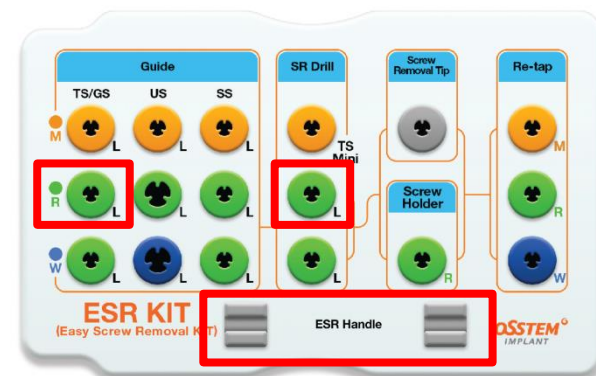 Guide
SR Drill
Screw
Removal Tip
Re-tap
TS/GS US SS
M L L L TS
Mini M
R L L L L R
Screw
Holder
W L L L L R W
ESR KIT
(Easy Screw Removal KIT)
ESR Handle
OSSTEM
IMPLANT